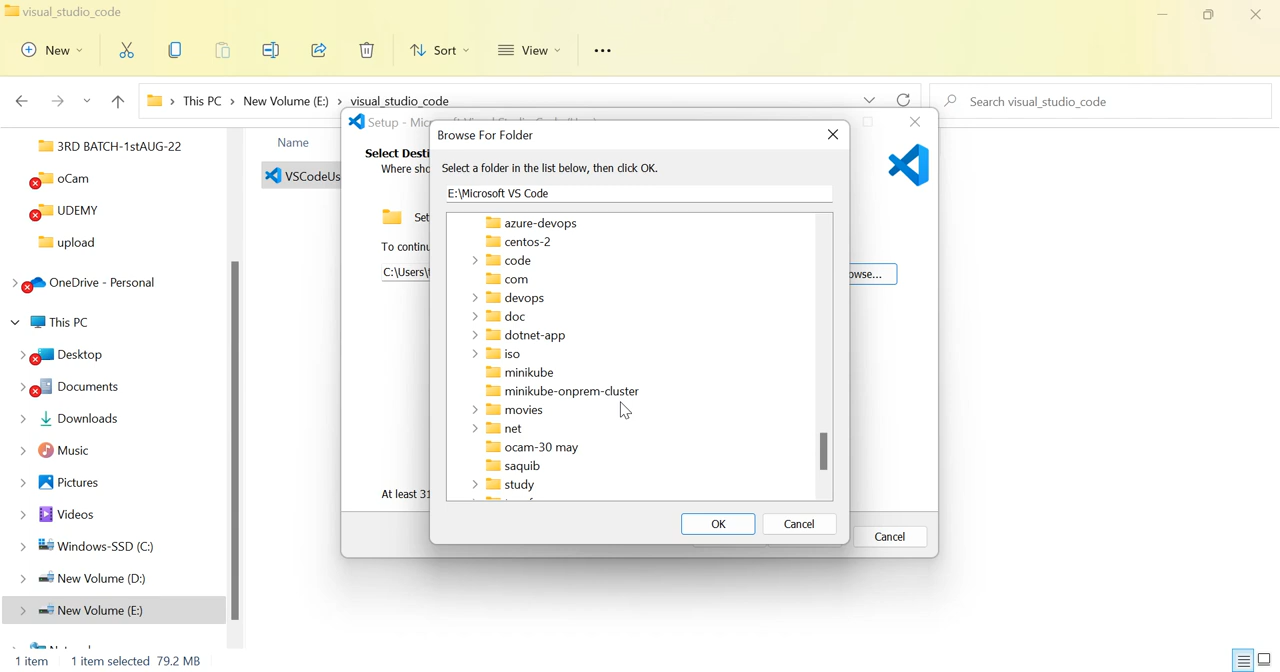 visual_studio_code
New
Sort
View
This PC
New Volume (E:)
visual_studio_code
Search visual_studio_code
3RD BATCH-1stAUG-22
oCam
UDEMY
upload
OneDrive - Personal
This PC
Desktop
Documents
Downloads
Music
Pictures
Videos
Windows-SSD (C:)
New Volume (D:)
New Volume (E:)
1 item
1 item selected 79.2 MB
Name
VSCodeUs
Setup - Mic
Select Desti
Where sho
Set
To continu
C:\Users\
At least 31
owse...
Cancel
Browse For Folder
Select a folder in the list below, then click OK.
E:\Microsoft VS Code
azure-devops
centos-2
code
com
devops
doc
dotnet-app
iso
minikube
minikube-onprem-cluster
movies
net
ocam-30 may
saquib
study
OK
Cancel